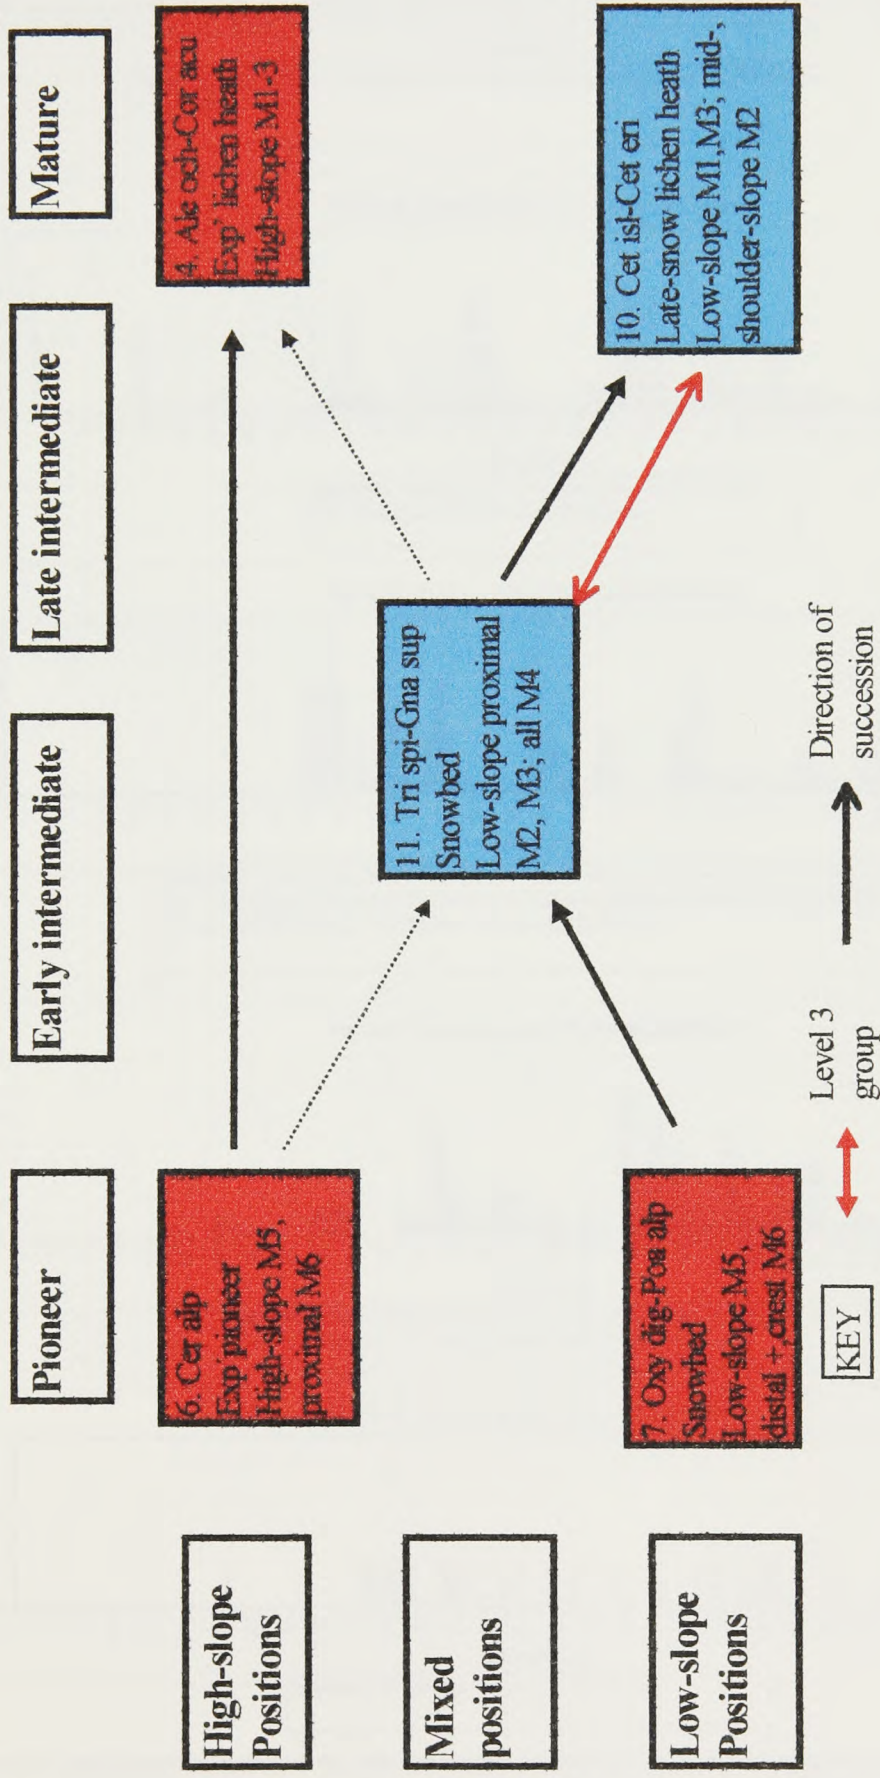 Pioneer
Early intermediate
Late intermediate
Mature
High-slope
Positions
6. Cer alp
Exp' pioneer
High-slope M5,
proximal M6
4. Alc och-Cor acu
Exp' lichen heath
High-slope M1-3
Mixed
positions
11. Tri spi-Gna sup
Snowbed
Low-slope proximal
M2, M3; all M4
Low-slope
Positions
7. Oxy dig-Poa alp
Snowbed
Low-slope M5,
distal + crest M6
10. Cet isl-Cet eri
Late-snow lichen heath
Low-slope M1,M3; mid-,
shoulder-slope M2
KEY
Level 3
group
Direction of
succession